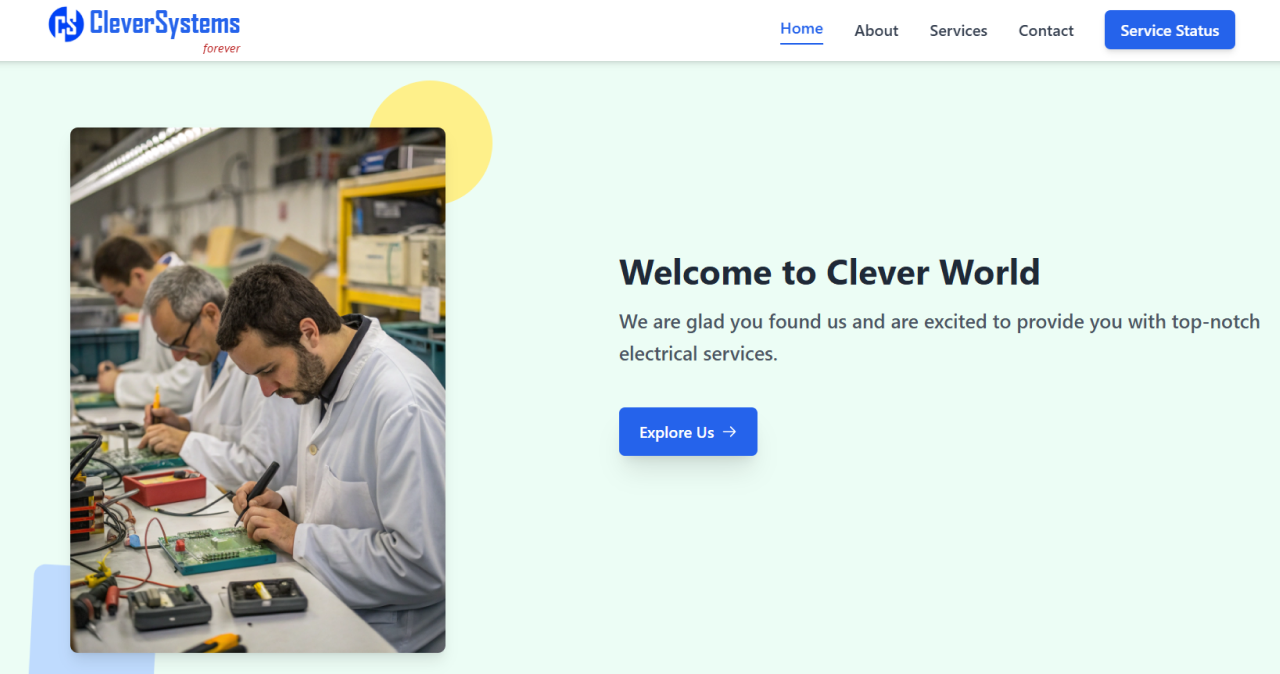 CS CleverSystems
forever
Home About Services Contact Service Status
Welcome to Clever World
We are glad you found us and are excited to provide you with top-notch
electrical services.
Explore Us →